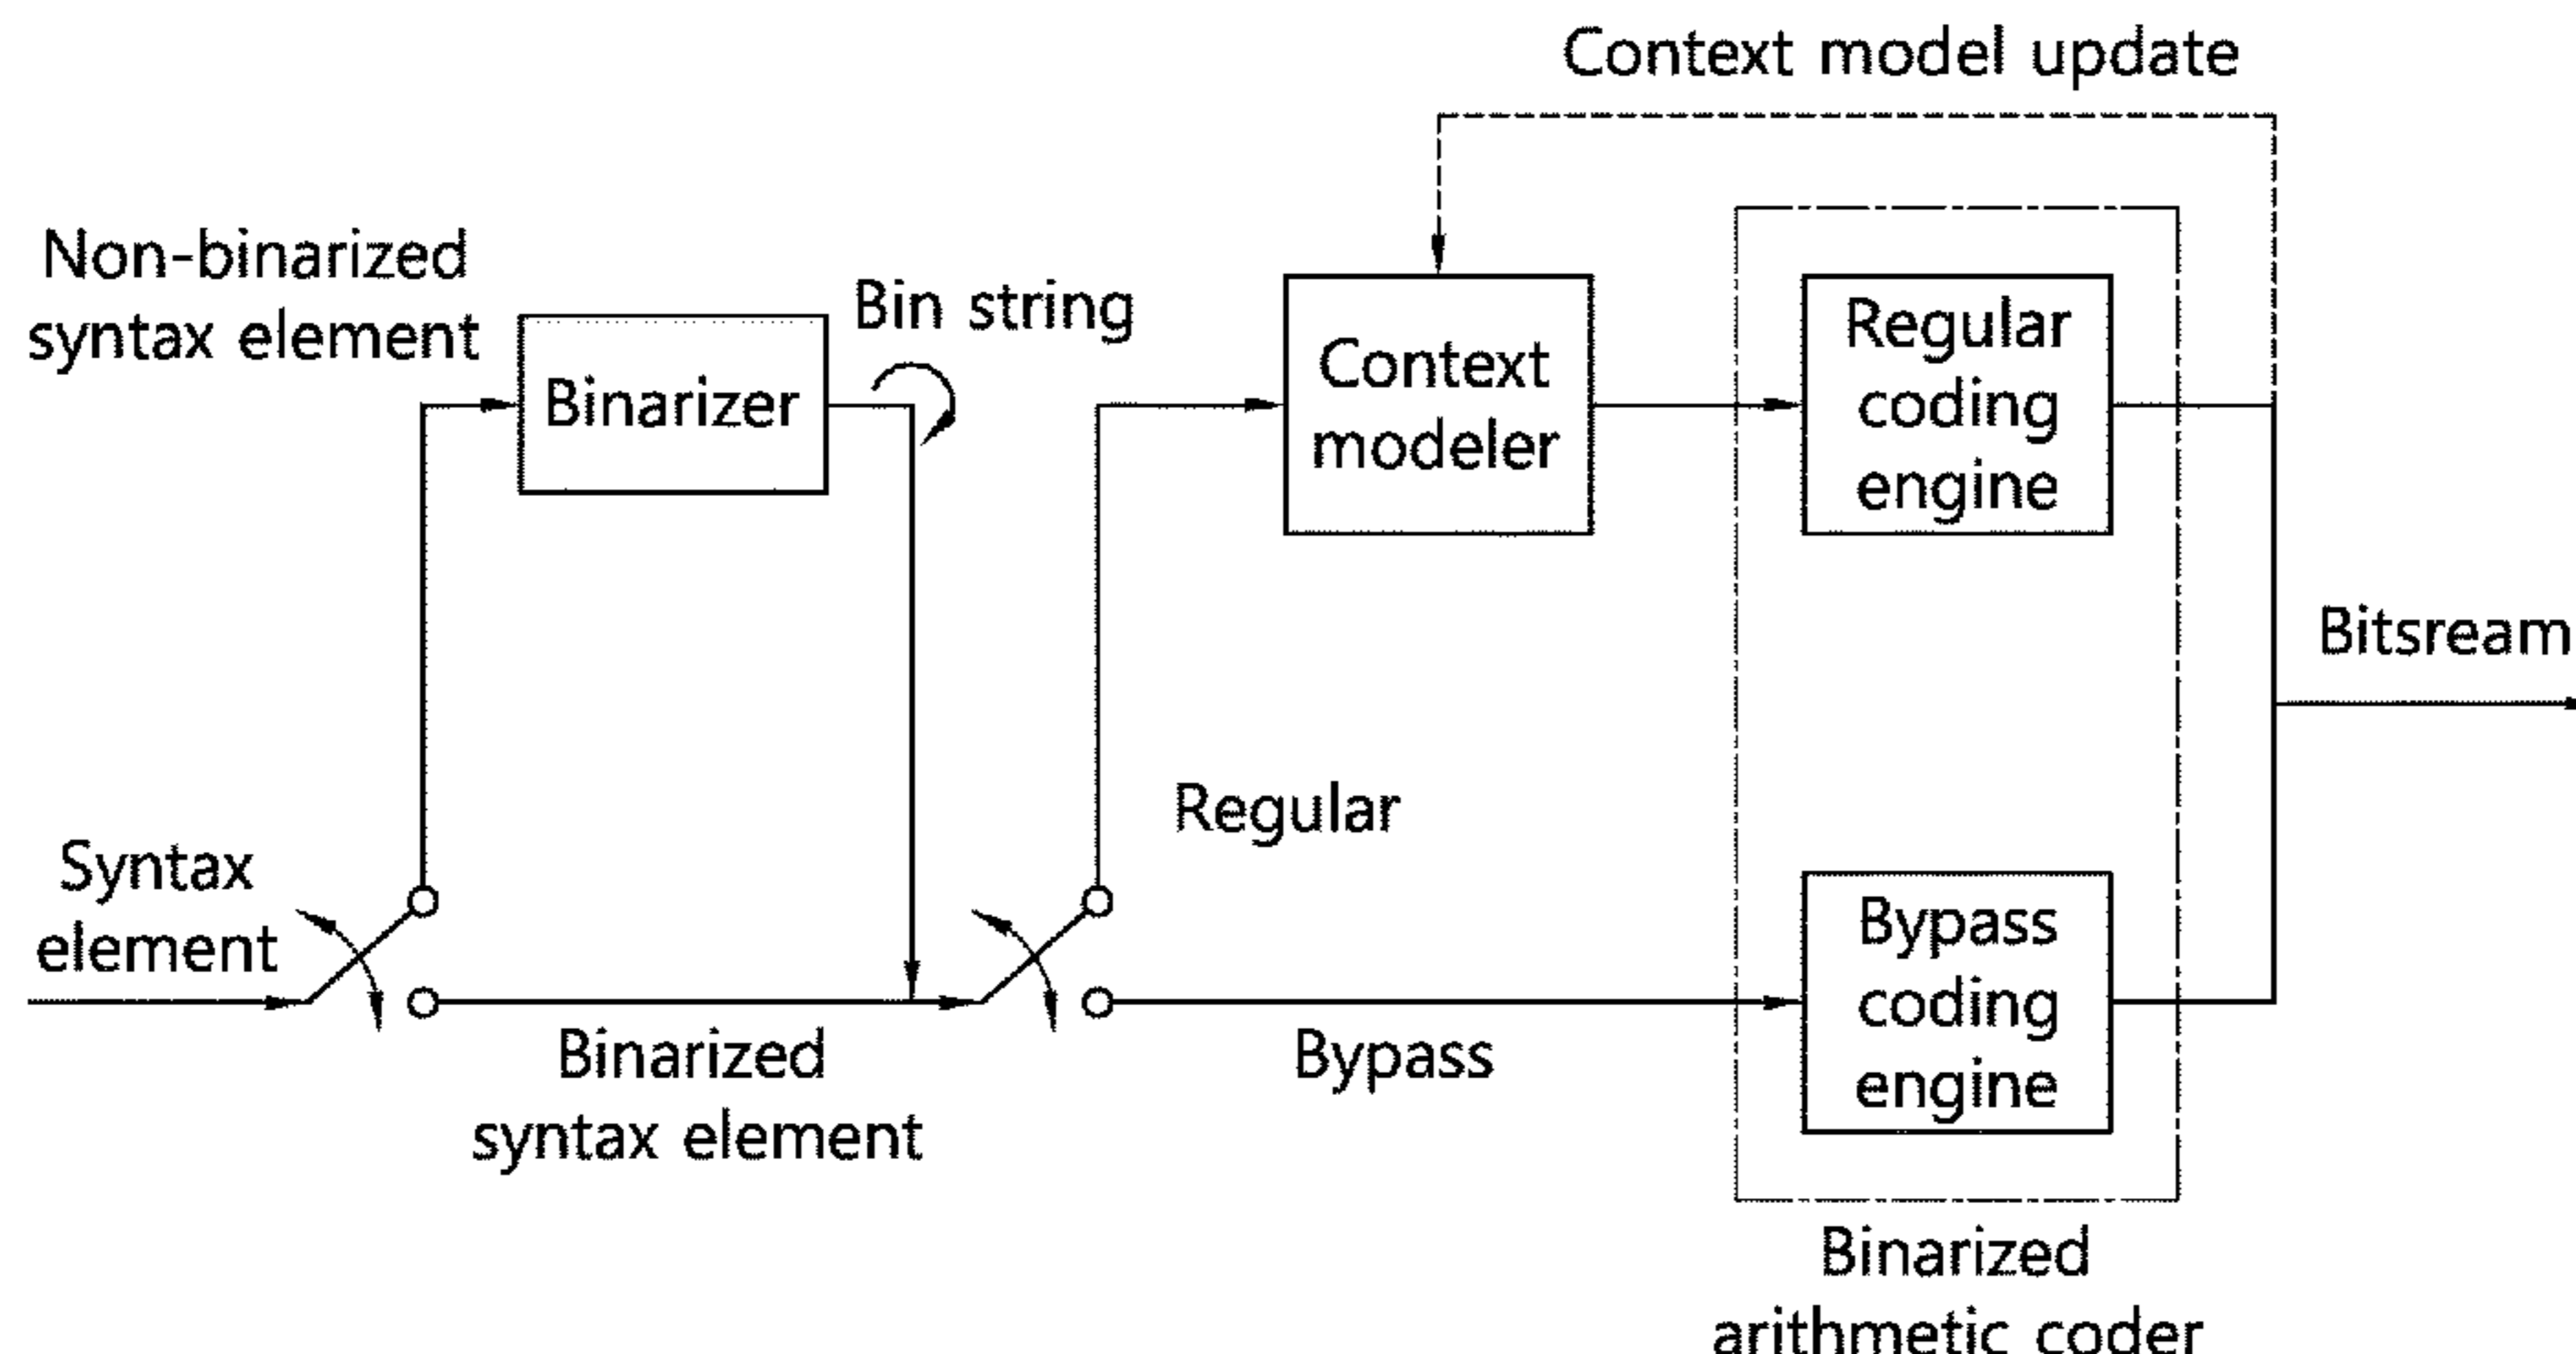 Context model update
Non-binarized
syntax element
Bin string
Binarizer
Context
modeler
Regular
coding
engine
Bitsream
Regular
Syntax
element
Binarized
syntax element
Bypass
Bypass
coding
engine
Binarized
arithmetic coder